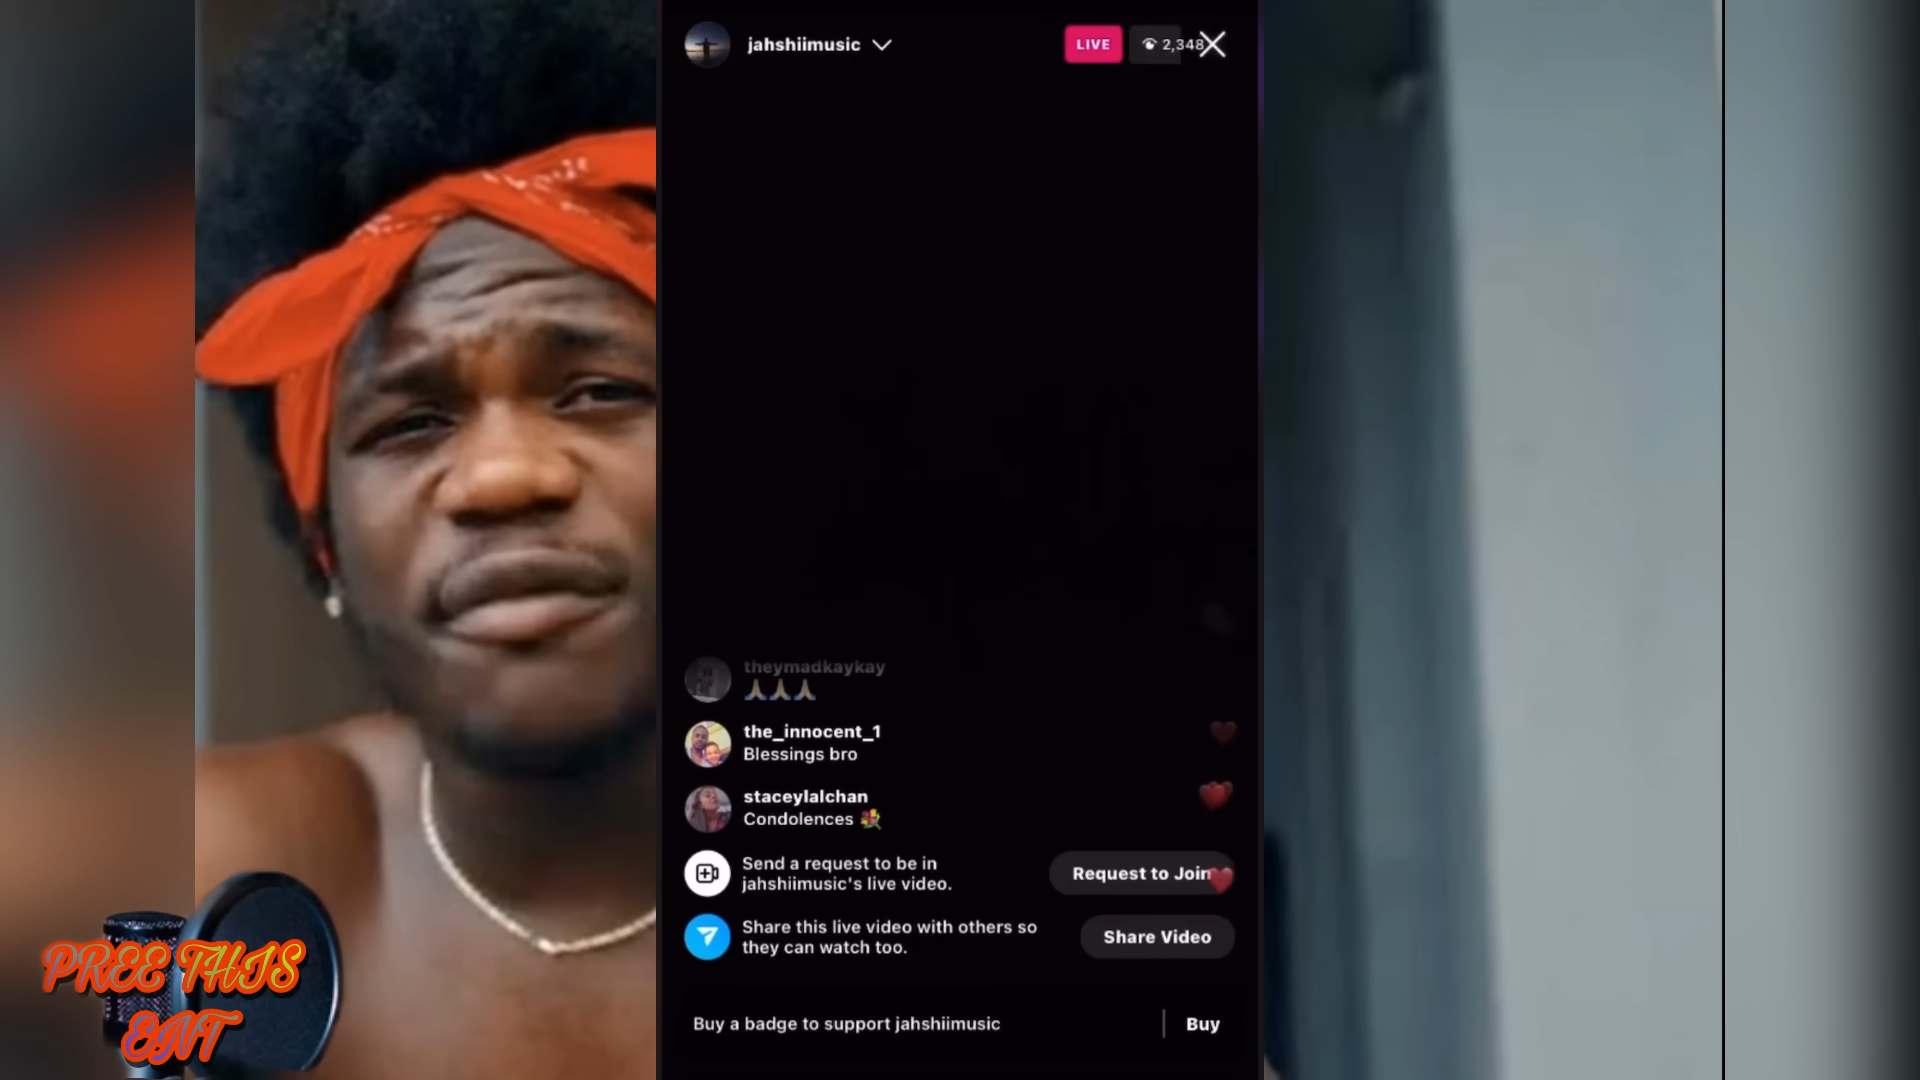 jahshiimusic
LIVE
2,348
theymadkaykay
🙏🙏🙏
the_innocent_1
Blessings bro
staceylalchan
Condolences 💐
Send a request to be in
jahshiimusic's live video.
Request to Join
Share this live video with others so
they can watch too.
Share Video
Buy a badge to support jahshiimusic
Buy
PREE THIS
ENT